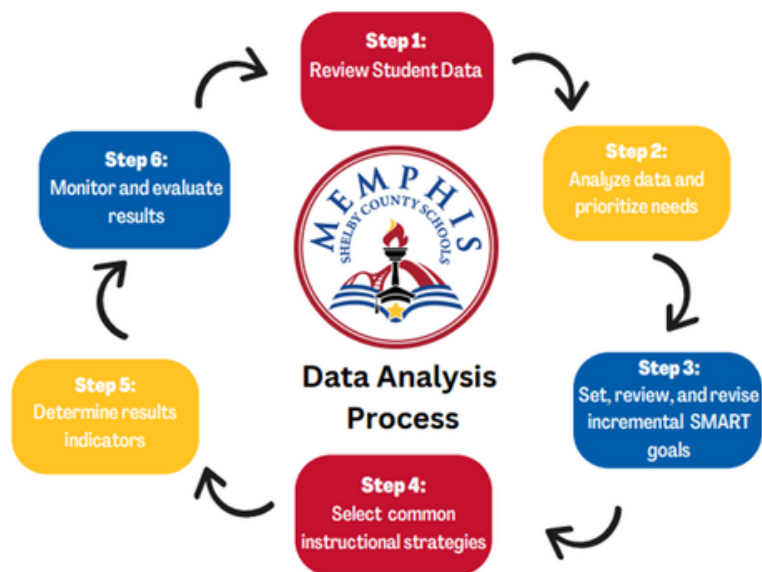 Step 1:
Review Student Data
Step 2:
Analyze data and
prioritize needs
Step 3:
Set, review, and revise
incremental SMART
goals
Step 4:
Select common
instructional strategies
Step 5:
Determine results
indicators
Step 6:
Monitor and evaluate
results
MEMPHIS
SHELBY COUNTY SCHOOLS
Data Analysis
Process